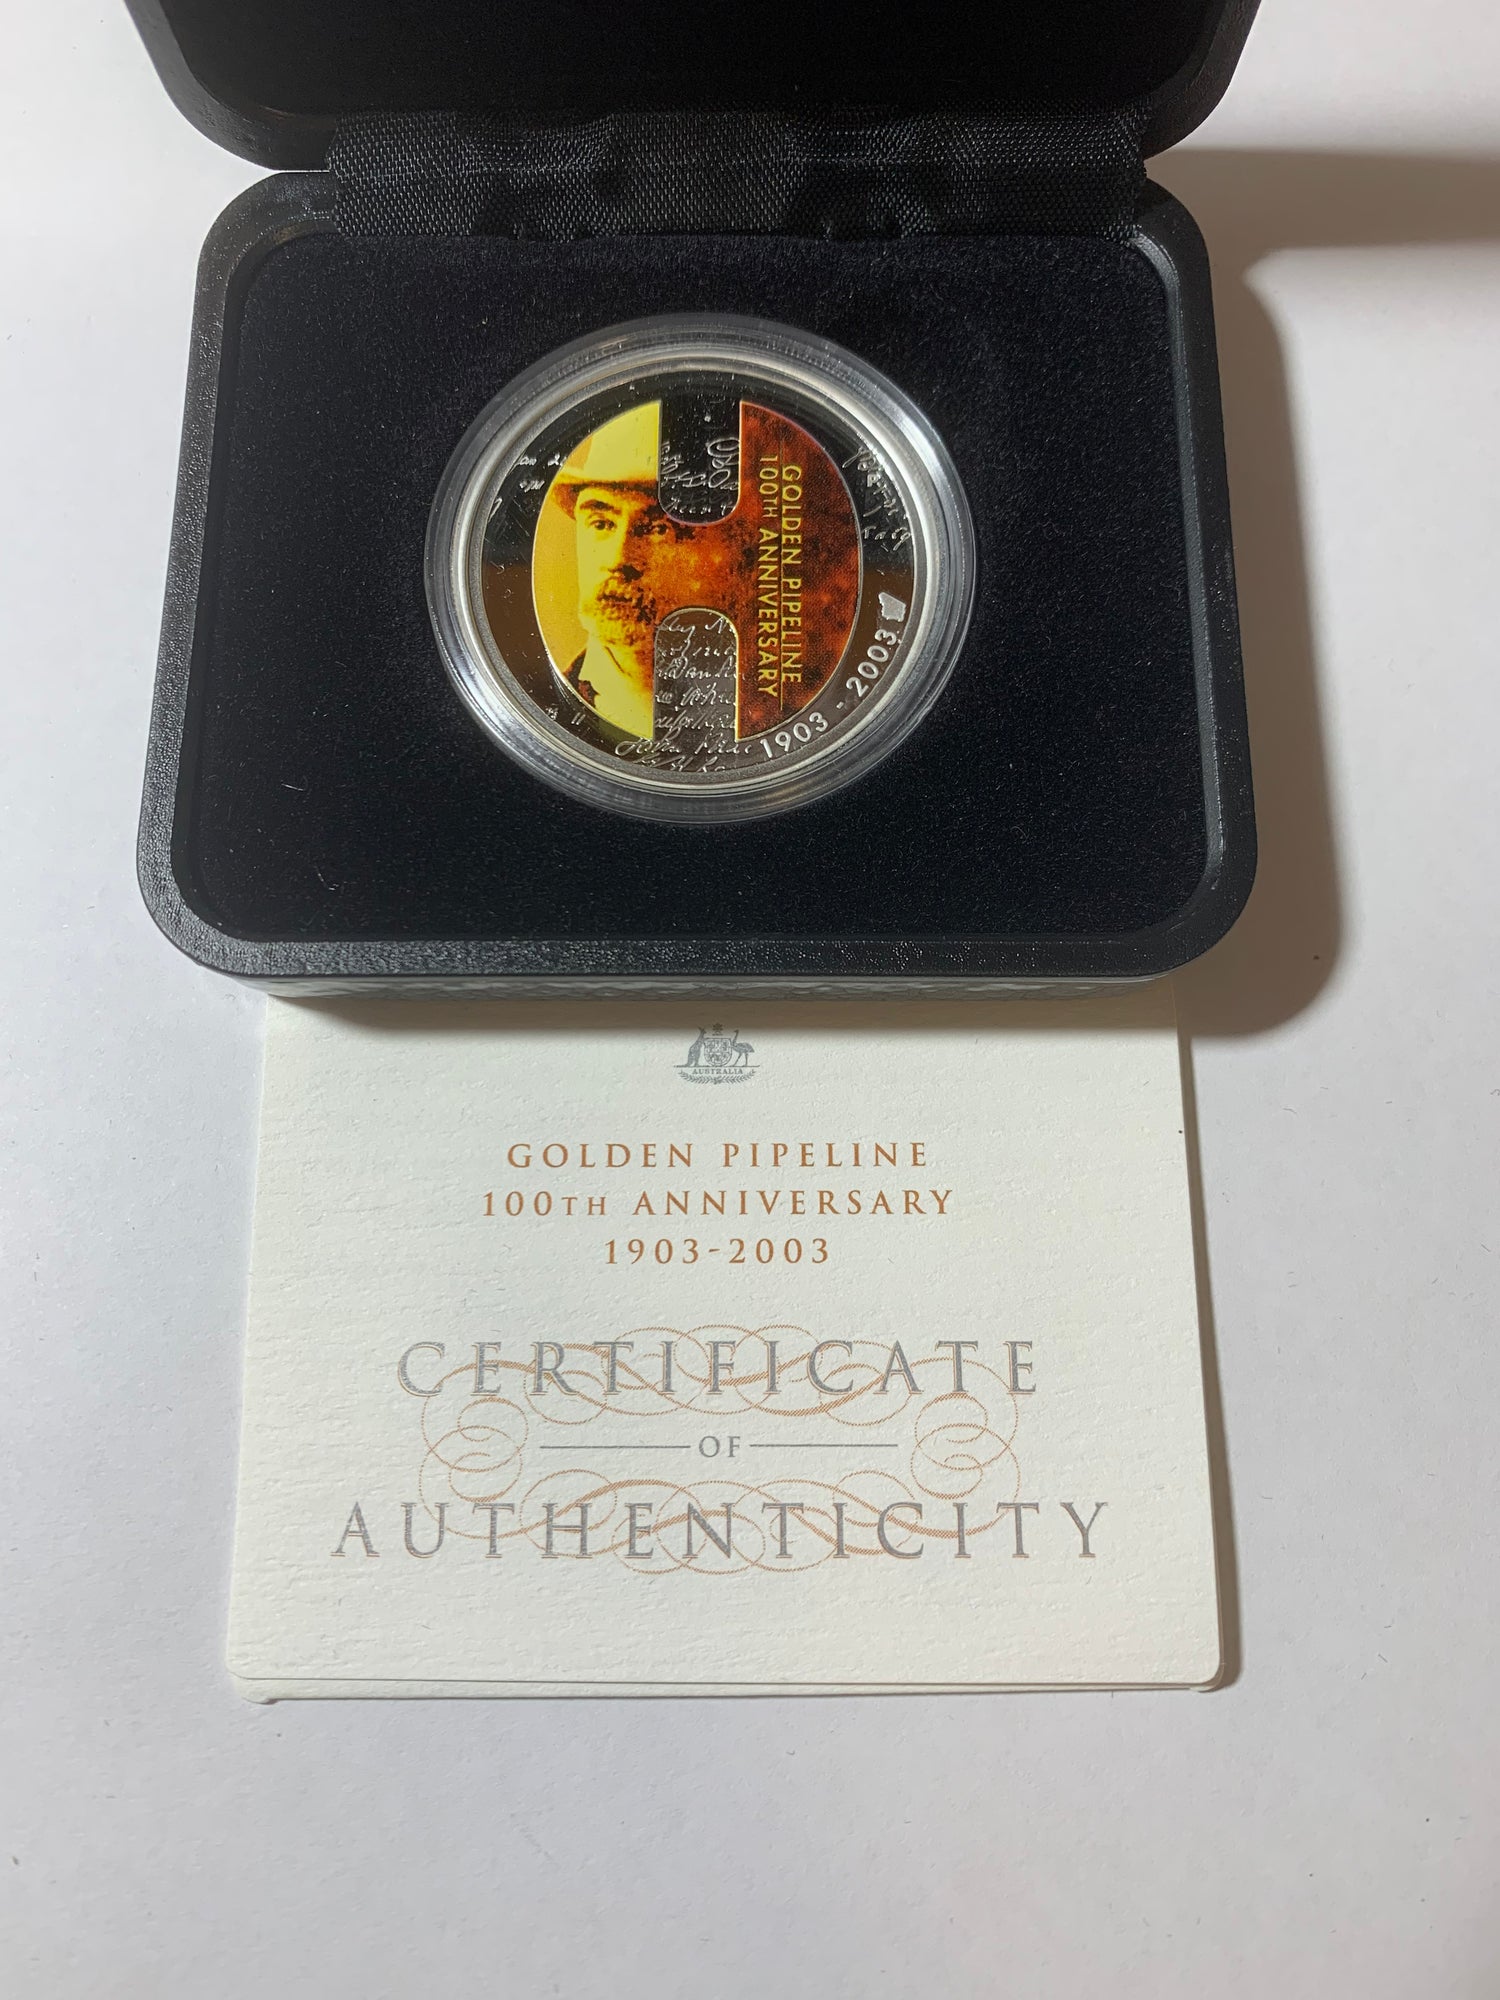 GOLDEN PIPELINE
100TH ANNIVERSARY
1903 - 2003
AUSTRALIA
GOLDEN PIPELINE
100TH ANNIVERSARY
1903-2003
CERTIFICATE
OF
AUTHENTICITY